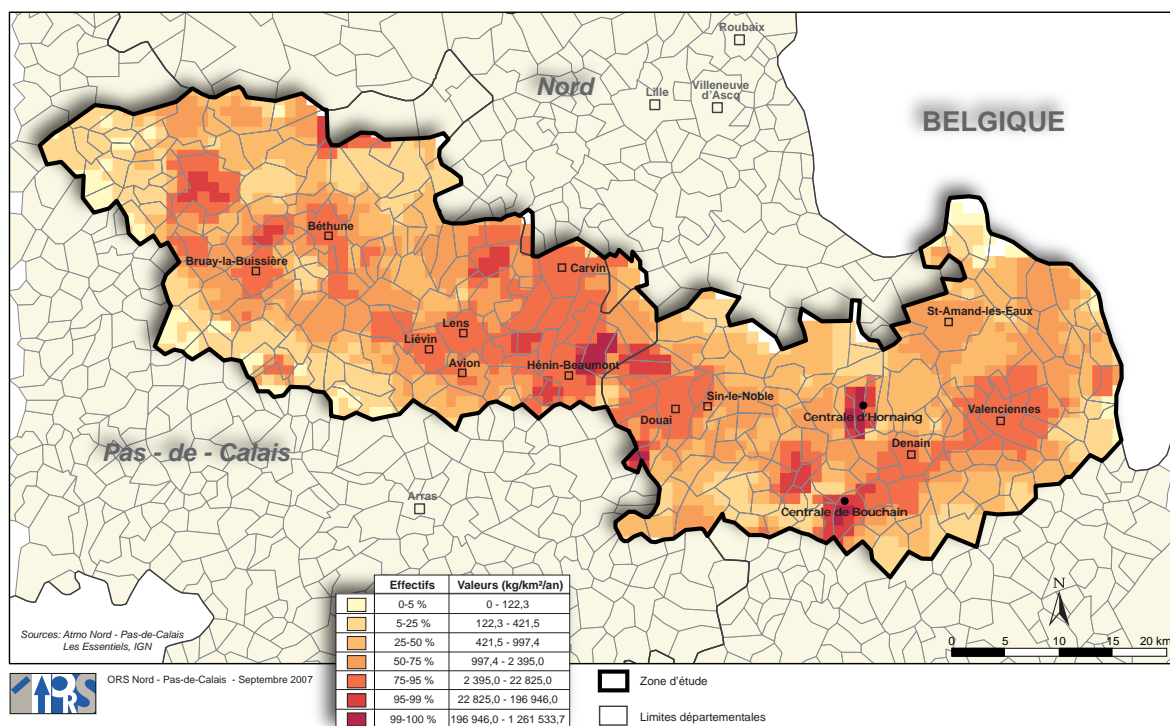 Roubaix
Nord
Lille
Villeneuve
d'Ascq
BELGIQUE
Béthune
Bruay-la-Buissière
Carvin
St-Amand-les-Eaux
Lens
Liévin
Avion
Hénin-Beaumont
Sin-le-Noble
Douai
Centrale d'Hornaing
Valenciennes
Denain
Pas - de - Calais
Arras
Centrale de Bouchain
N
0 5 10 15 20 km
Sources: Atmo Nord - Pas-de-Calais
Les Essentiels, IGN
Effectifs Valeurs (kg/km²/an)
0-5 % 0 - 122,3
5-25 % 122,3 - 421,5
25-50 % 421,5 - 997,4
50-75 % 997,4 - 2 395,0
75-95 % 2 395,0 - 22 825,0
95-99 % 22 825,0 - 196 946,0
99-100 % 196 946,0 - 1 261 533,7
ORS
ORS Nord - Pas-de-Calais - Septembre 2007
Zone d'étude
Limites départementales